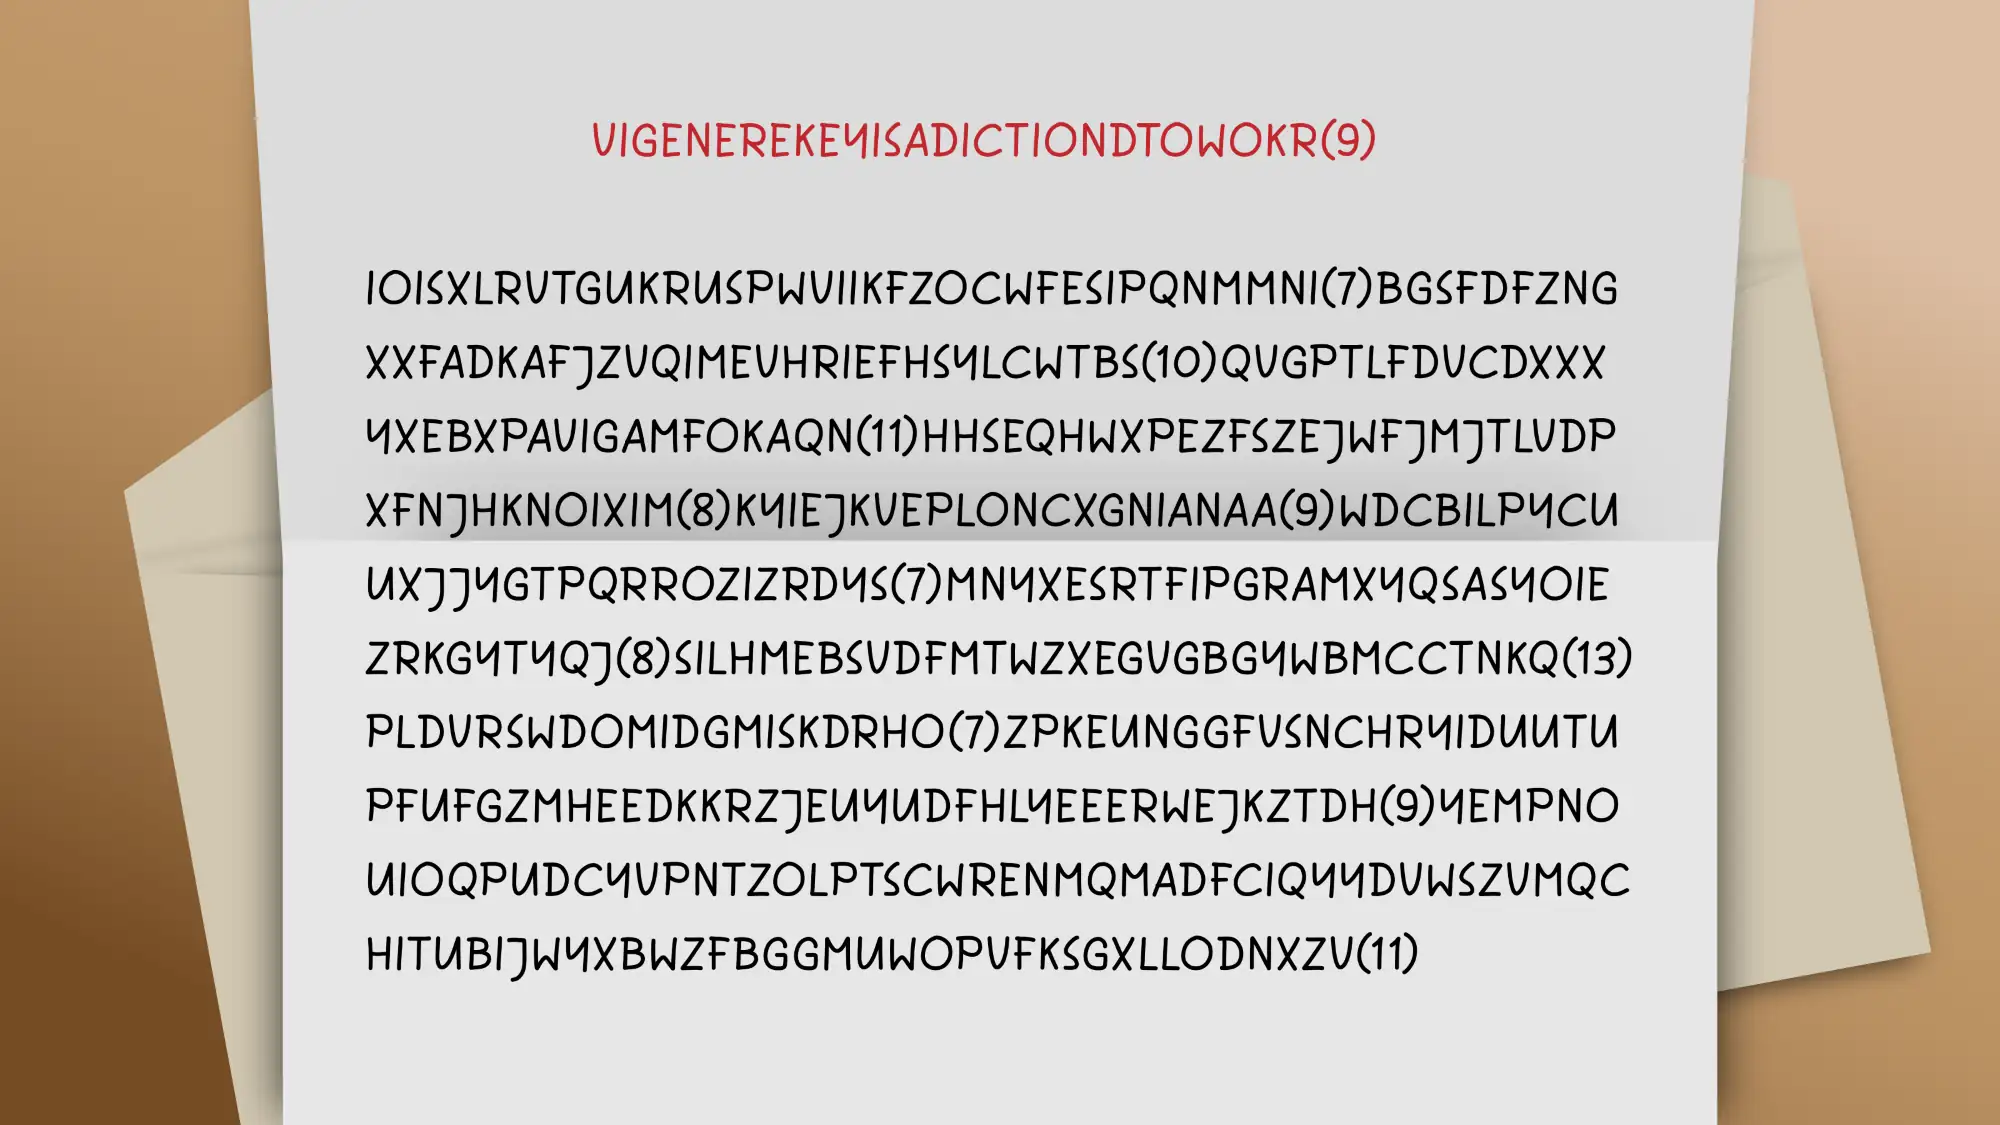 VIGENEREKEYISADICTIONDTOWOKR(9)
IOISXLRVTGUKRUSPWVIIKFZOCWFESIPQNMMNI(7)BGSFDFZNG
XXFADKAFJZVQIMEVHRIEFHSYLCWTBS(10)QVGPTLFDVCDXXX
YXEBXPAVIGAMFOKAQN(11)HHSEQHWXPEZFSZEJWFJMJTLVDP
XFNJHKNOIXIM(8)KYIEJKVEPLONCXGNIANAA(9)WDCBILPYCU
UXJJYGTPQRROZIZRDYS(7)MNYXESRTFIPGRAMXYQSASYOIE
ZRKGYTYQJ(8)SILHMEBSVDFMTWZXEGVGBGYWBMCCTNKQ(13)
PLDVRSWDOMIDGMISKDRHO(7)ZPKEUNGGFVSNCHRYIDUUTU
PFUFGZMHEEDKKRZJEUYUDFHLYEEERWEJKZTDH(9)YEMPNO
UIOQPUDCYVPNTZOLPTSCWRENMQMADFCIQYYDVWSZVMQC
HITUBIJWYXBWZFBGGMUWOPVFKSGXLLODNXZV(11)